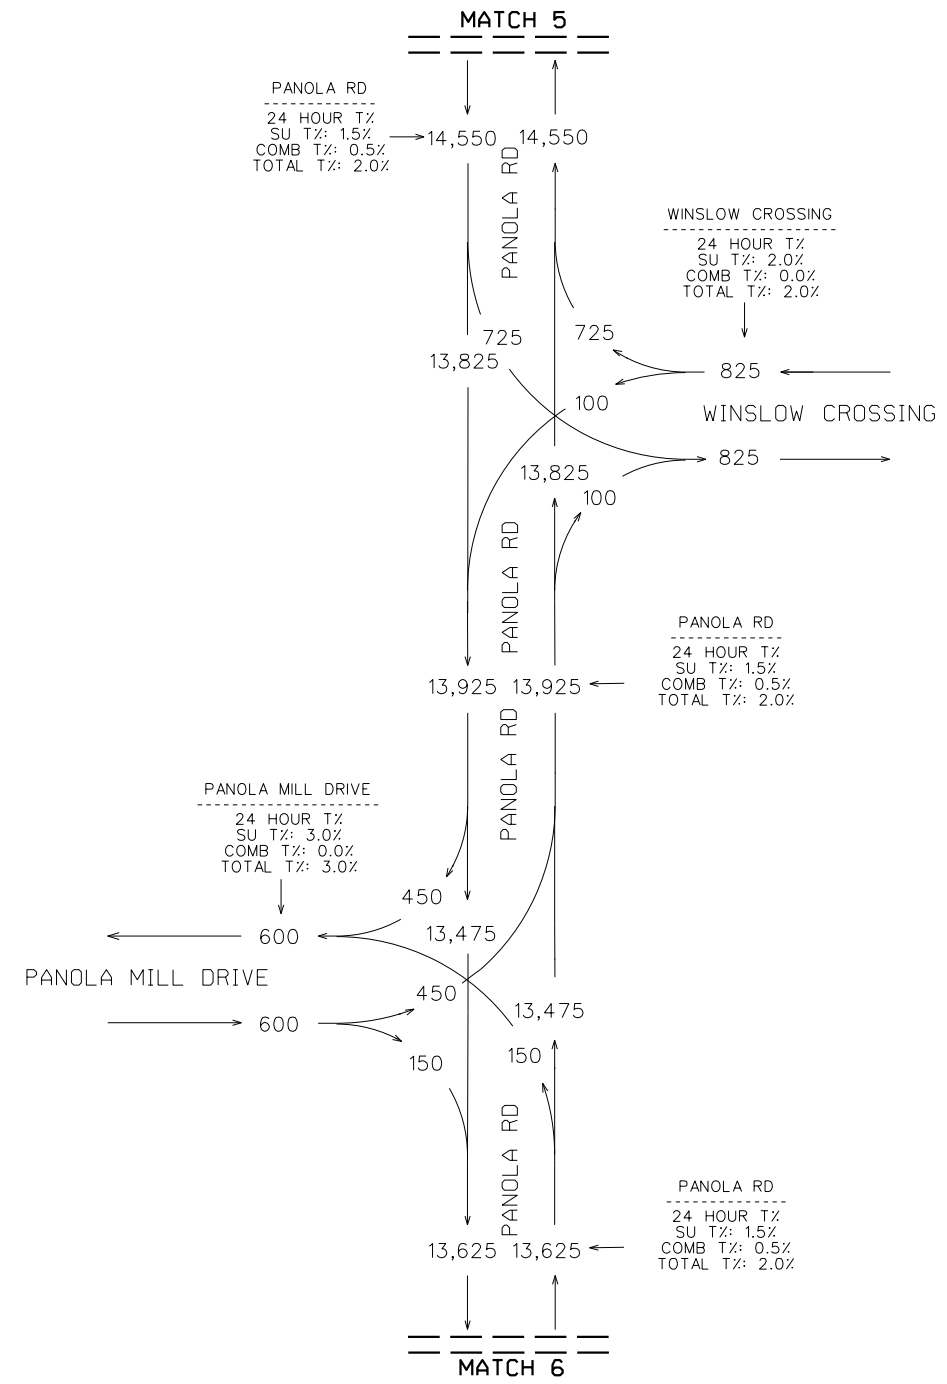 MATCH 5
PANOLA RD
24 HOUR T%
SU T%: 1.5%
COMB T%: 0.5%
TOTAL T%: 2.0%
14,550 14,550
PANOLA RD
WINSLOW CROSSING
24 HOUR T%
SU T%: 2.0%
COMB T%: 0.0%
TOTAL T%: 2.0%
725
725
13,825
825
100
WINSLOW CROSSING
825
13,825
100
PANOLA RD
PANOLA RD
24 HOUR T%
SU T%: 1.5%
COMB T%: 0.5%
TOTAL T%: 2.0%
13,925 13,925
PANOLA RD
PANOLA MILL DRIVE
24 HOUR T%
SU T%: 3.0%
COMB T%: 0.0%
TOTAL T%: 3.0%
450
600
13,475
PANOLA MILL DRIVE
450
13,475
600
150
150
PANOLA RD
PANOLA RD
24 HOUR T%
SU T%: 1.5%
COMB T%: 0.5%
TOTAL T%: 2.0%
13,625 13,625
MATCH 6